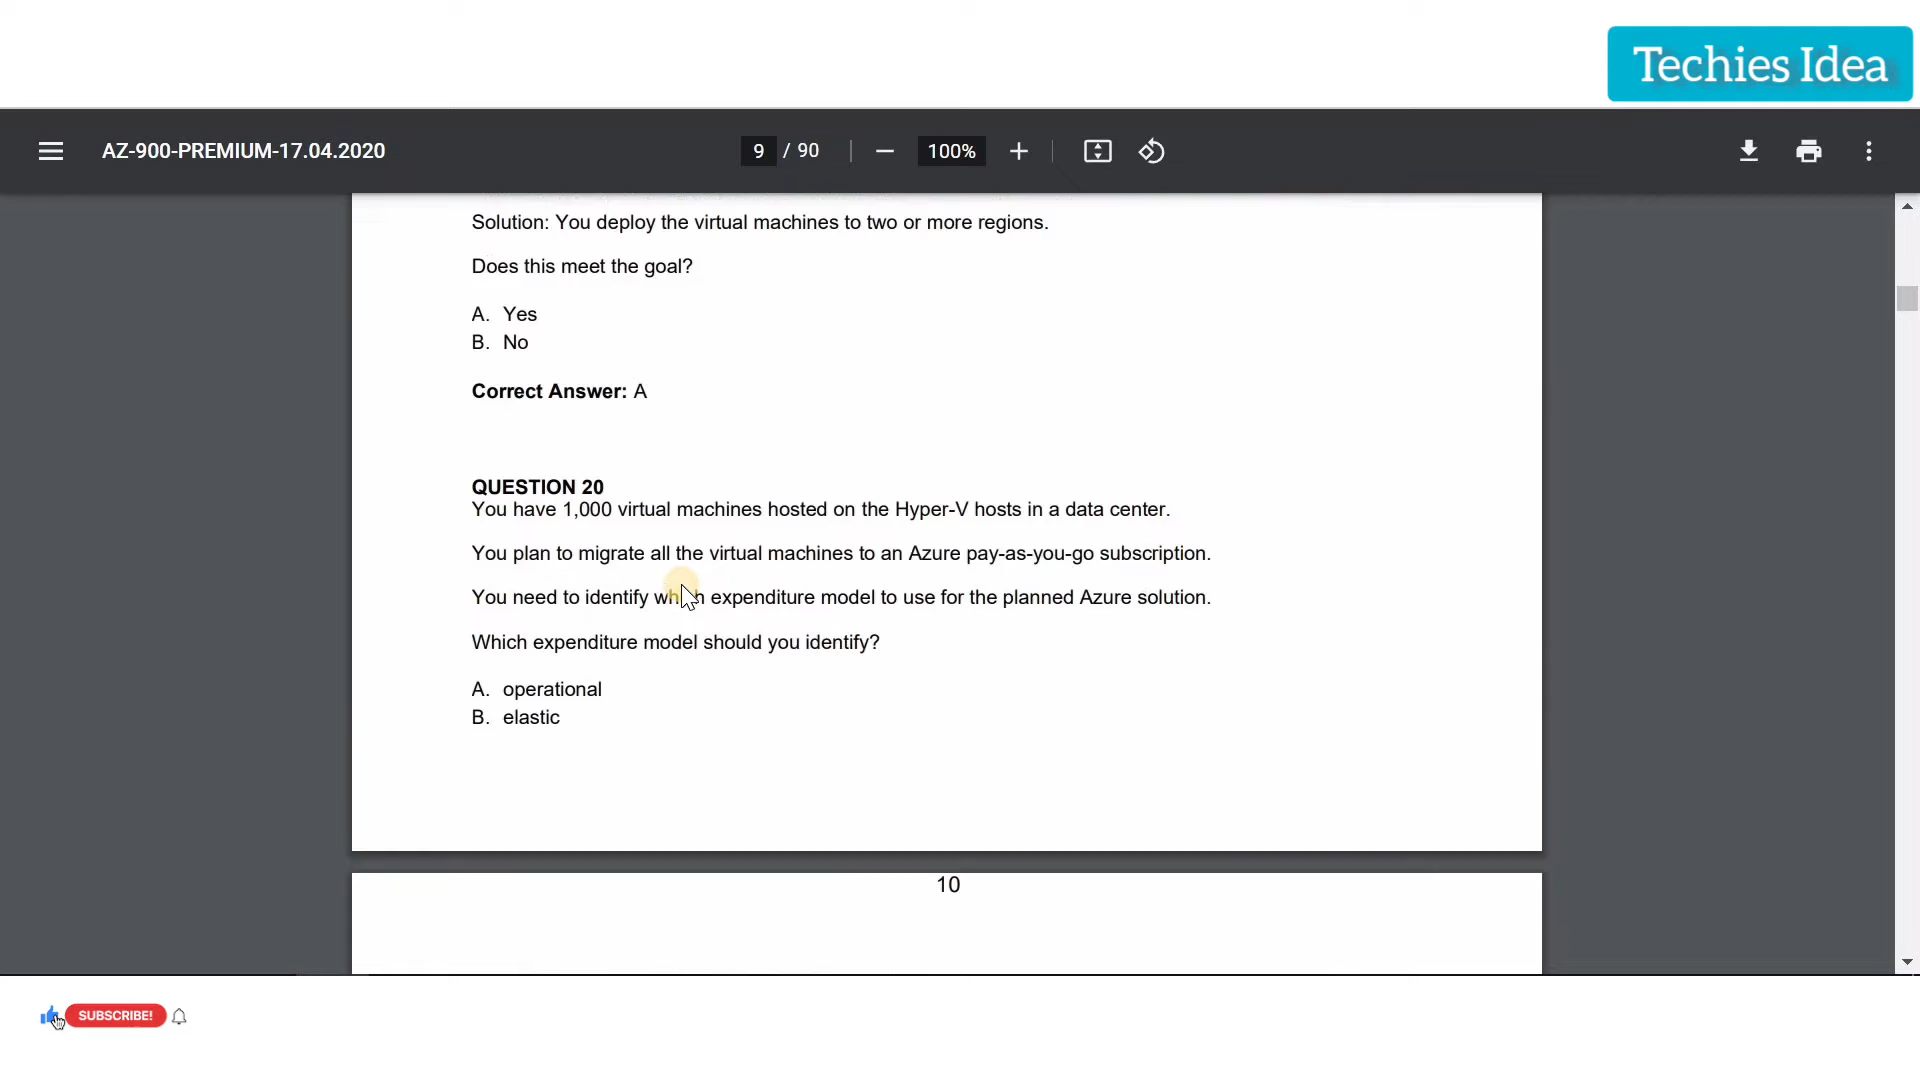 Techies Idea
AZ-900-PREMIUM-17.04.2020
9 / 90
100%
Solution: You deploy the virtual machines to two or more regions.
Does this meet the goal?
A. Yes
B. No
Correct Answer: A
QUESTION 20
You have 1,000 virtual machines hosted on the Hyper-V hosts in a data center.
You plan to migrate all the virtual machines to an Azure pay-as-you-go subscription.
You need to identify which expenditure model to use for the planned Azure solution.
Which expenditure model should you identify?
A. operational
B. elastic
10
SUBSCRIBE!